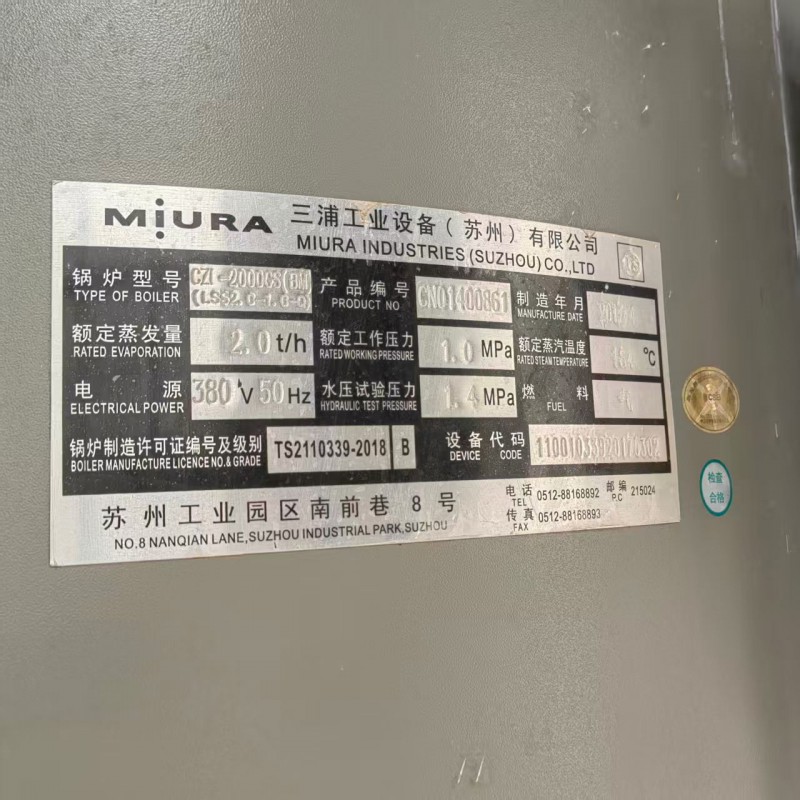 MIURA 三浦工业设备（苏州）有限公司
MIURA INDUSTRIES (SUZHOU) CO.,LTD
锅炉型号
TYPE OF BOILER
产品编号 CN01400861
PRODUCT NO
制造年月
MANUFACTURE DATE
额定蒸发量 2.0 t/h
RATED EVAPORATION
额定工作压力 1.0 MPa
RATED WORKING PRESSURE
额定蒸汽温度 ℃
RATED STEAM TEMPERATURE
电源 380 V 50 Hz
ELECTRICAL POWER
水压试验压力 1.4 MPa
HYDRAULIC TEST PRESSURE
燃料
FUEL
锅炉制造许可证编号及级别 TS2110339-2018 B
BOILER MANUFACTURE LICENCE NO.& GRADE
设备代码
DEVICE CODE
苏州工业园区南前巷 8 号
NO.8 NANQIAN LANE,SUZHOU INDUSTRIAL PARK,SUZHOU
电话 0512-88168892 邮编 215024
TEL P.C
传真 0512-88168893
FAX
检查
合格